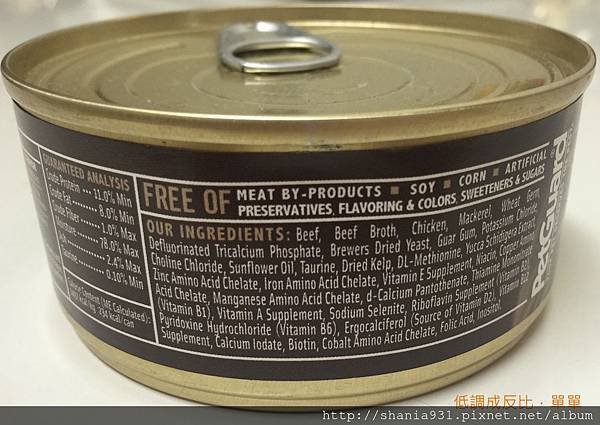 GUARANTEED ANALYSIS
Crude Protein ... 11.0% Min
Crude Fat ... 8.0% Min
Crude Fiber ... 1.0% Max
Moisture ... 78.0% Max
Ash ... 2.4% Max
Taurine ... 0.10% Min
Calorie Content (ME Calculated):
234 kcal/can
FREE OF MEAT BY-PRODUCTS ■ SOY ■ CORN ■ ARTIFICIAL
PRESERVATIVES, FLAVORING & COLORS, SWEETENERS & SUGARS
OUR INGREDIENTS: Beef, Beef Broth, Chicken, Mackerel, Wheat Germ,
Defluorinated Tricalcium Phosphate, Brewers Dried Yeast, Guar Gum, Potassium Chloride,
Choline Chloride, Sunflower Oil, Taurine, Dried Kelp, DL-Methionine, Yucca Schidigera Extract,
Zinc Amino Acid Chelate, Iron Amino Acid Chelate, Vitamin E Supplement, Niacin, Copper Amino
Acid Chelate, Manganese Amino Acid Chelate, d-Calcium Pantothenate, Thiamine Mononitrate
(Vitamin B1), Vitamin A Supplement, Sodium Selenite, Riboflavin Supplement (Vitamin B2),
Pyridoxine Hydrochloride (Vitamin B6), Ergocalciferol (Source of Vitamin D2), Vitamin B12
Supplement, Calcium Iodate, Biotin, Cobalt Amino Acid Chelate, Folic Acid, Inositol.
PetGuard®
低調成反比‧單單
http://shania931.pixnet.net/album